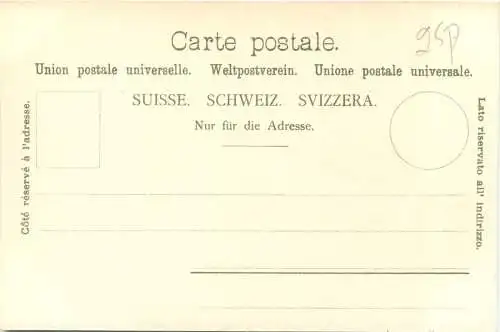 Carte postale.
Union postale universelle. Weltpostverein. Unione postale universale.
SUISSE. SCHWEIZ. SVIZZERA.
Nur für die Adresse.
Côté réservé à l'adresse.
Lato riservato all' indirizzo.